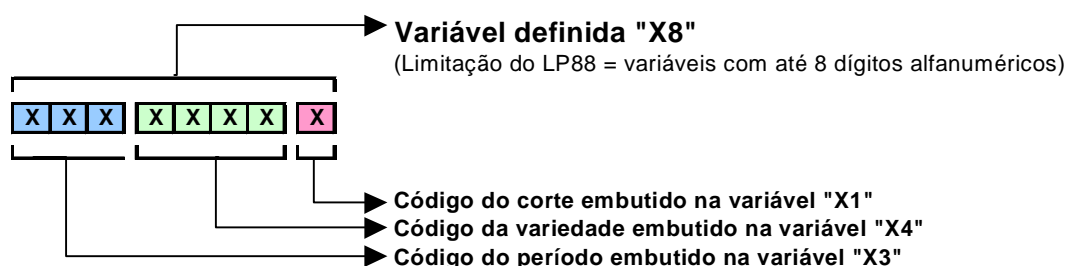 Variável definida "X8"
(Limitação do LP88 = variáveis com até 8 dígitos alfanuméricos)
X X X X X X X X
Código do corte embutido na variável "X1"
Código da variedade embutido na variável "X4"
Código do período embutido na variável "X3"